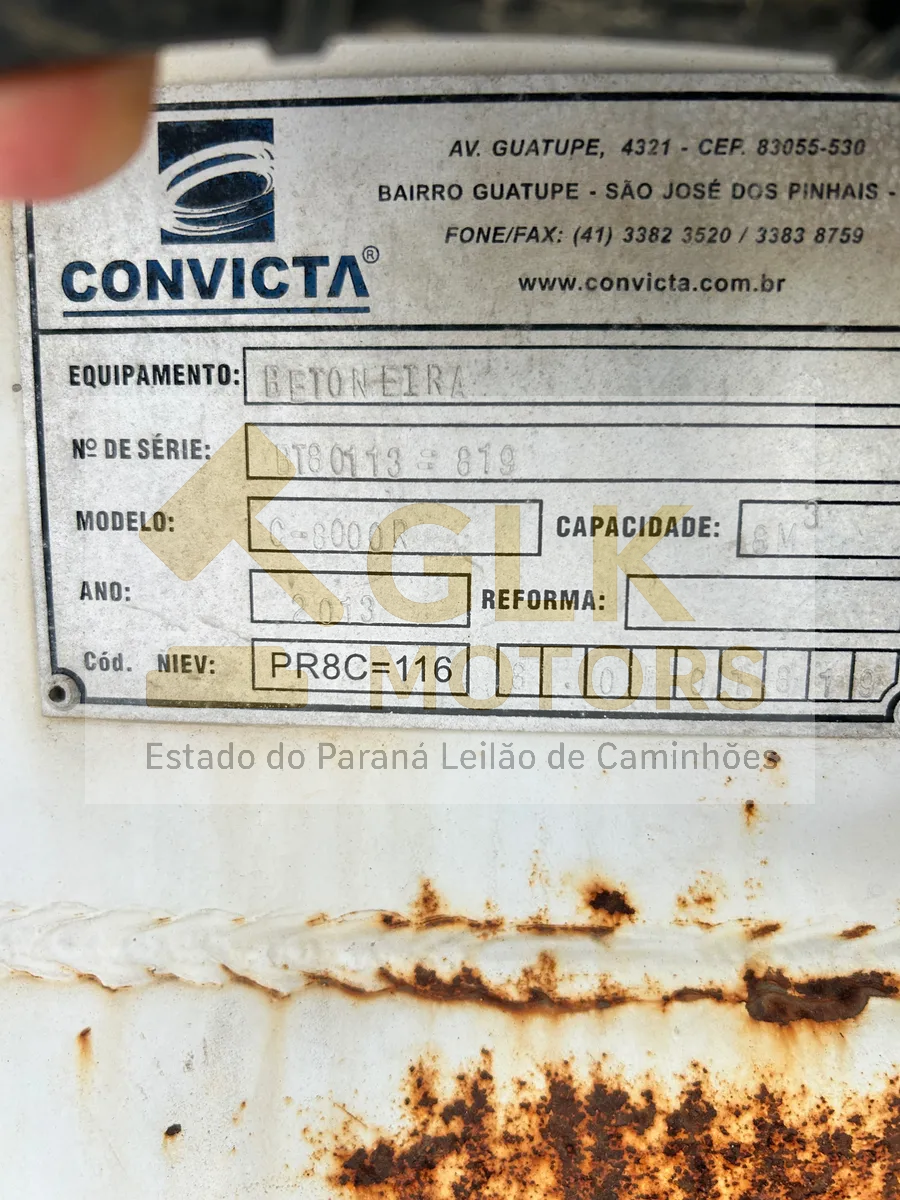 AV. GUATUPE, 4321 - CEP. 83055-530
BAIRRO GUATUPE - SÃO JOSÉ DOS PINHAIS -
FONE/FAX: (41) 3382 3520 / 3383 8759
www.convicta.com.br
CONVICTA®
EQUIPAMENTO: BETONEIRA
Nº DE SÉRIE:
MODELO: CAPACIDADE:
ANO: 2013 REFORMA:
Cód. NIEV: PR8C=116
GLK
MOTORS
Estado do Paraná Leilão de Caminhões